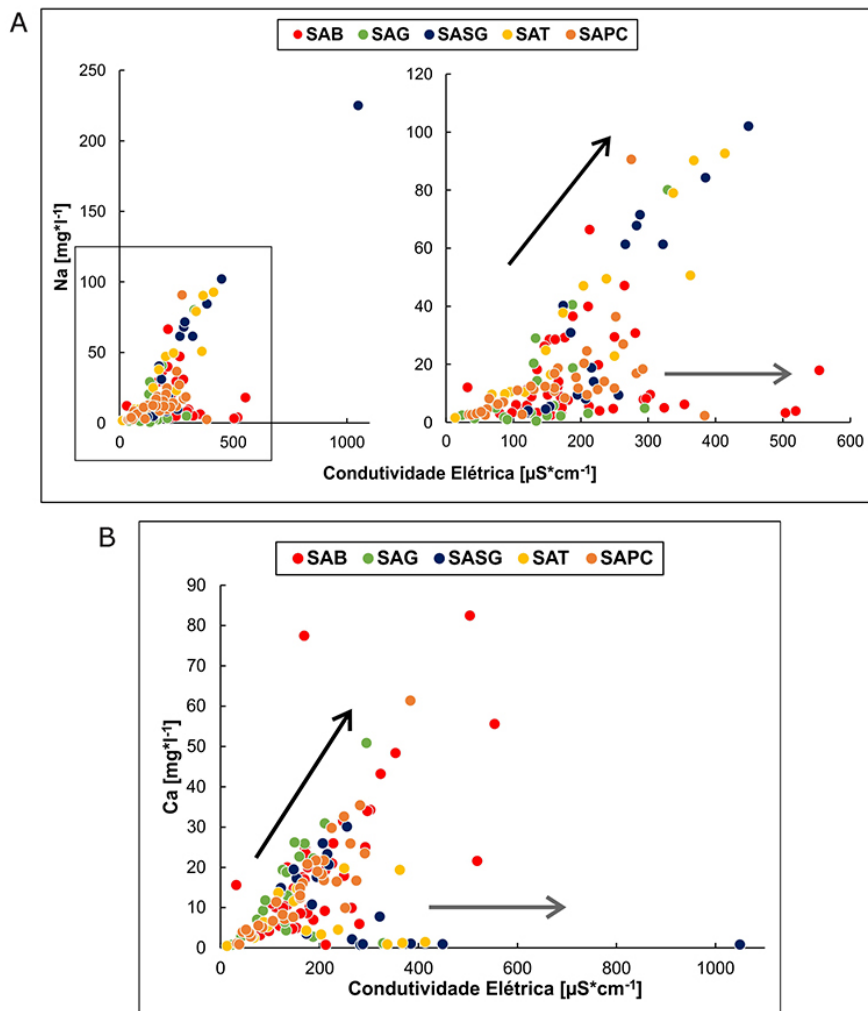 A
SAB SAG SASG SAT SAPC
250
200
150
100
50
0
Na [mg*l-1]
0 500 1000
120
100
80
60
40
20
0
0 100 200 300 400 500 600
Condutividade Elétrica [µS*cm-1]
B
SAB SAG SASG SAT SAPC
90
80
70
60
50
40
30
20
10
0
Ca [mg*l-1]
0 200 400 600 800 1000
Condutividade Elétrica [µS*cm-1]